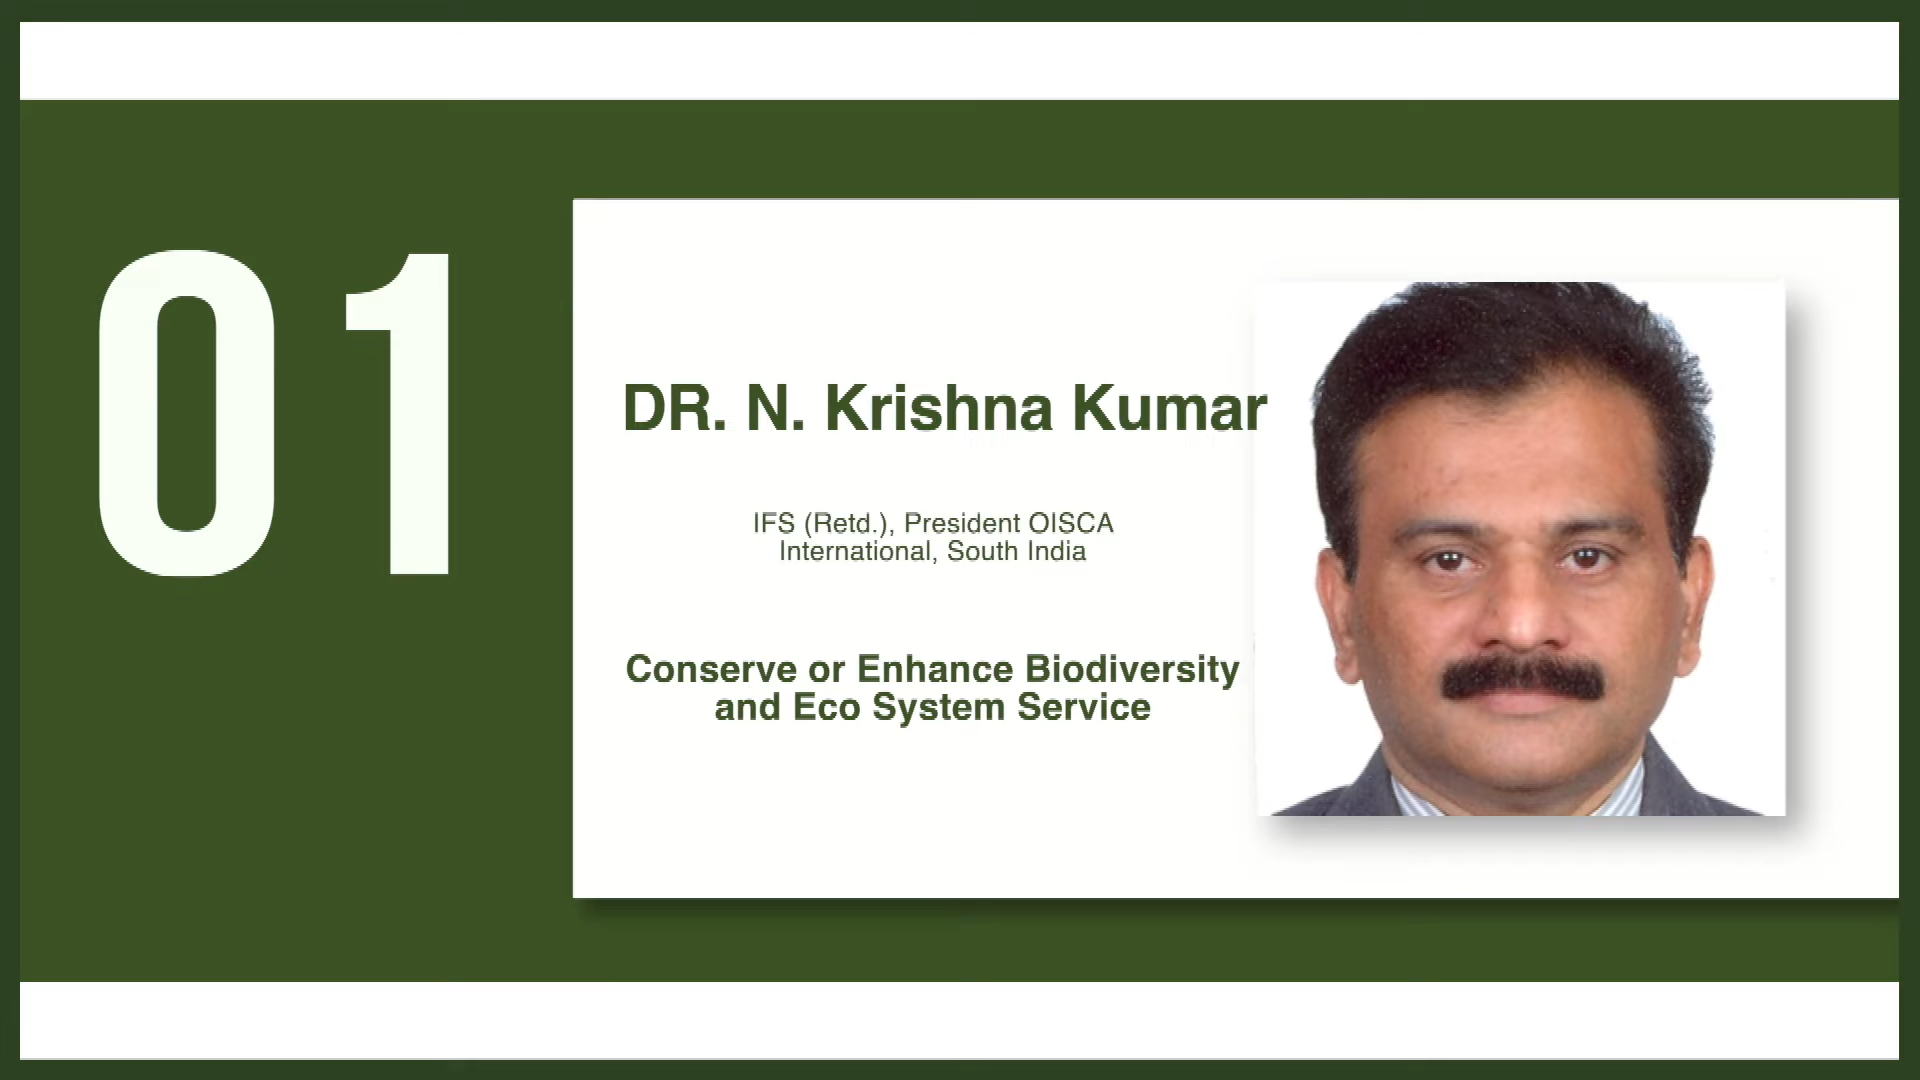 01
DR. N. Krishna Kumar
IFS (Retd.), President OISCA
International, South India
Conserve or Enhance Biodiversity
and Eco System Service